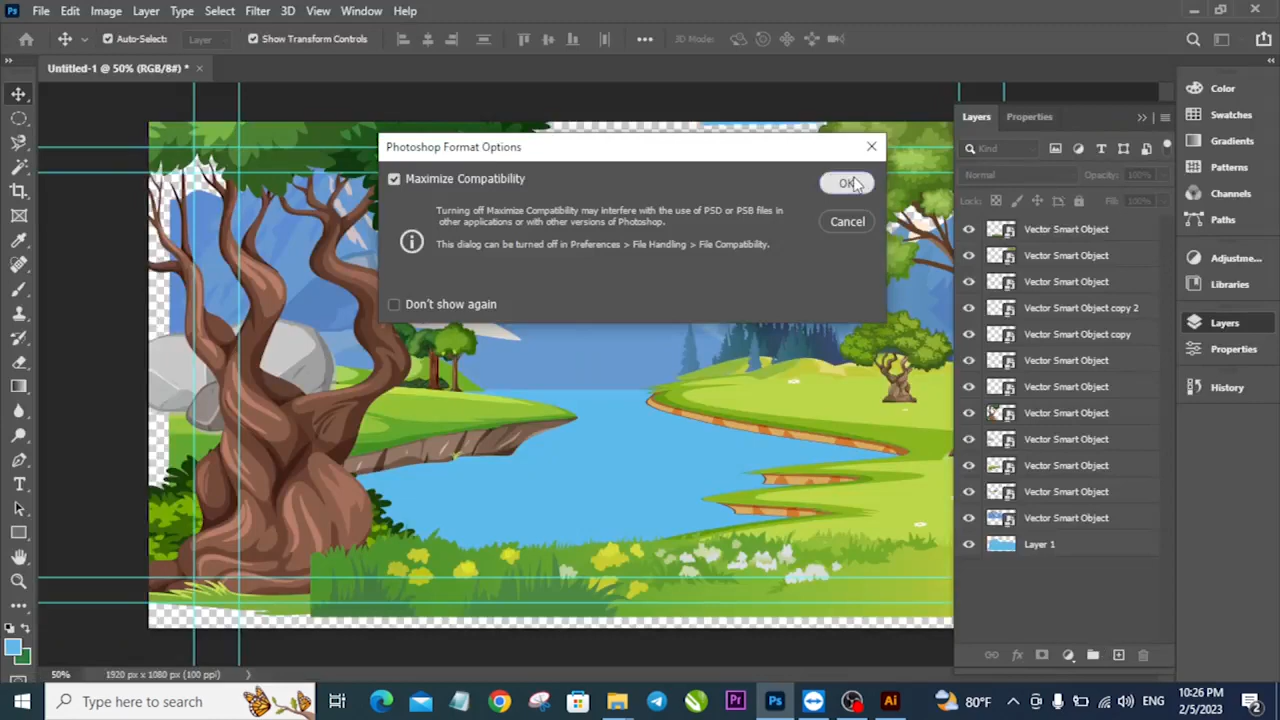 Ps File Edit Image Layer Type Select Filter 3D View Window Help
Auto-Select: Layer Show Transform Controls 3D Mode:
Untitled-1 @ 50% (RGB/8#) *
Photoshop Format Options
Maximize Compatibility
OK
Turning off Maximize Compatibility may interfere with the use of PSD or PSB files in
other applications or with other versions of Photoshop.
Cancel
This dialog can be turned off in Preferences > File Handling > File Compatibility.
Don't show again
Layers Properties
Kind
Normal Opacity: 100%
Lock: Fill: 100%
Vector Smart Object
Vector Smart Object
Vector Smart Object
Vector Smart Object copy 2
Vector Smart Object copy
Vector Smart Object
Vector Smart Object
Vector Smart Object
Vector Smart Object
Vector Smart Object
Vector Smart Object
Vector Smart Object
Layer 1
Color
Swatches
Gradients
Patterns
Channels
Paths
Adjustme...
Libraries
Layers
Properties
History
50% 1920 px x 1080 px (100 ppi)
Type here to search
Pr Ps Ai
80°F ENG
10:26 PM
2/5/2023
2